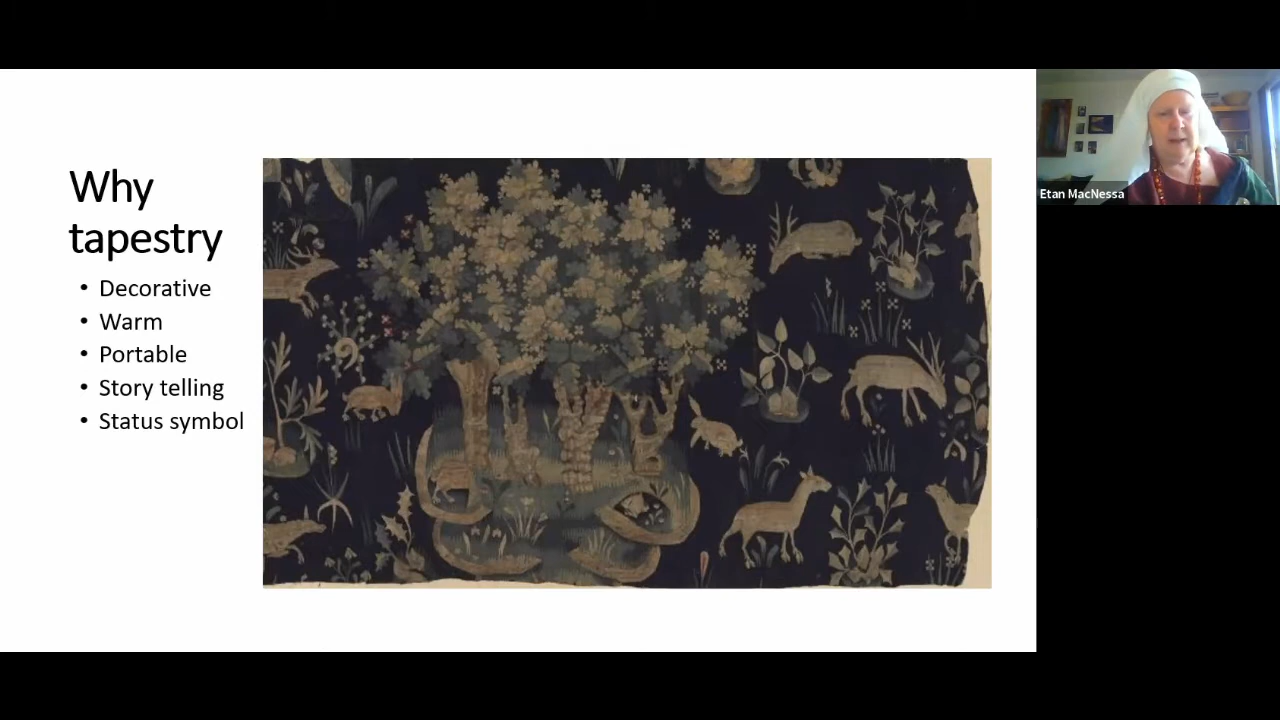 Why
tapestry
• Decorative
• Warm
• Portable
• Story telling
• Status symbol
Etan MacNessa